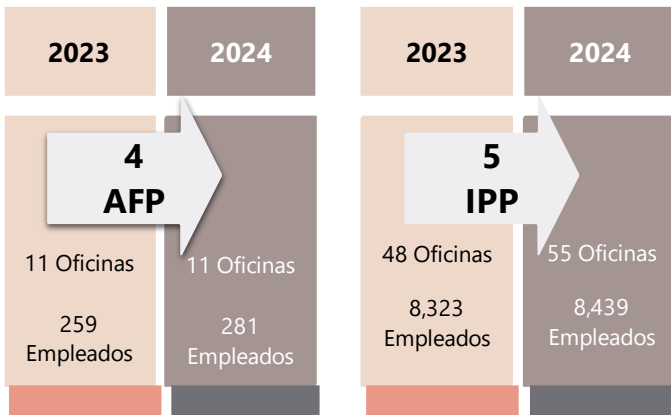 2023
2024
4
AFP
11 Oficinas
11 Oficinas
259
Empleados
281
Empleados
2023
2024
5
IPP
48 Oficinas
55 Oficinas
8,323
Empleados
8,439
Empleados